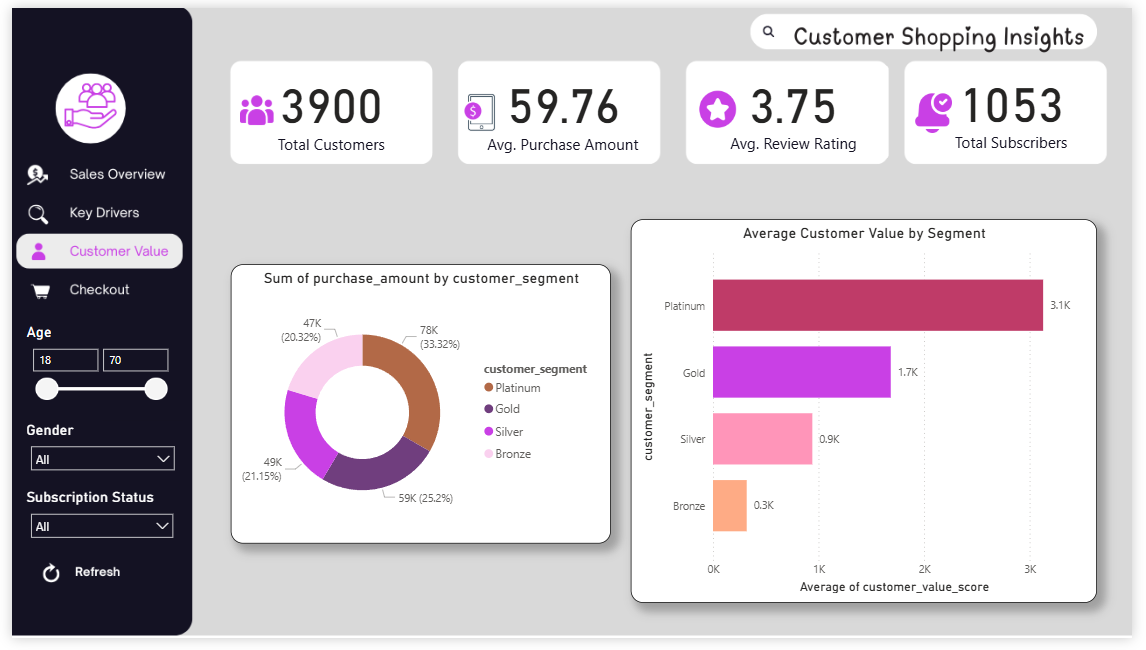 Customer Shopping Insights
3900
Total Customers
59.76
Avg. Purchase Amount
3.75
Avg. Review Rating
1053
Total Subscribers
Sales Overview
Key Drivers
Customer Value
Checkout
Age
18
70
Gender
All
Subscription Status
All
Refresh
Sum of purchase_amount by customer_segment
78K
(33.32%)
59K (25.2%)
49K
(21.15%)
47K
(20.32%)
customer_segment
Platinum
Gold
Silver
Bronze
Average Customer Value by Segment
customer_segment
Platinum
3.1K
Gold
1.7K
Silver
0.9K
Bronze
0.3K
0K
1K
2K
3K
Average of customer_value_score